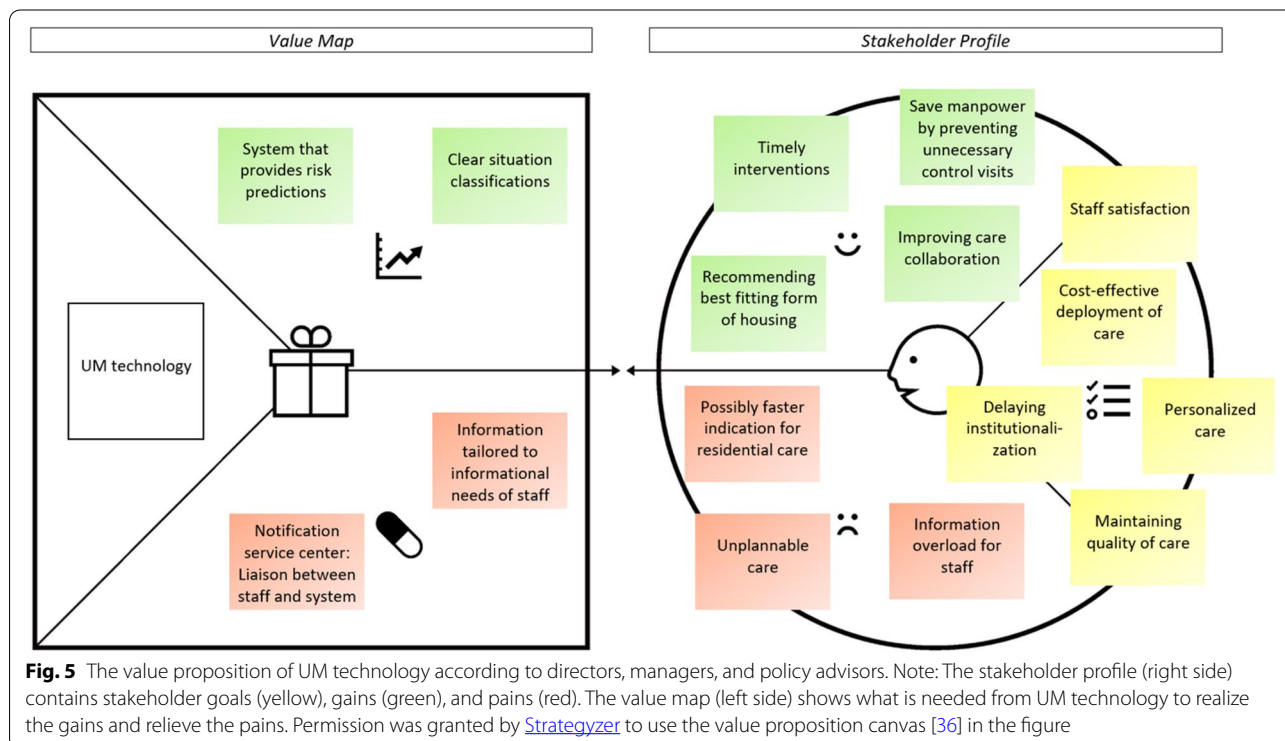 Value Map
Stakeholder Profile
System that
provides risk
predictions
Clear situation
classifications
UM technology
Information
tailored to
informational
needs of staff
Notification
service center:
Liaison between
staff and system
Timely
interventions
Save manpower
by preventing
unnecessary
control visits
Staff satisfaction
Improving care
collaboration
Recommending
best fitting form
of housing
Cost-effective
deployment of
care
Possibly faster
indication for
residential care
Delaying
institutionali-
zation
Personalized
care
Unplannable
care
Information
overload for
staff
Maintaining
quality of care
Fig. 5 The value proposition of UM technology according to directors, managers, and policy advisors. Note: The stakeholder profile (right side)
contains stakeholder goals (yellow), gains (green), and pains (red). The value map (left side) shows what is needed from UM technology to realize
the gains and relieve the pains. Permission was granted by Strategyzer to use the value proposition canvas [36] in the figure